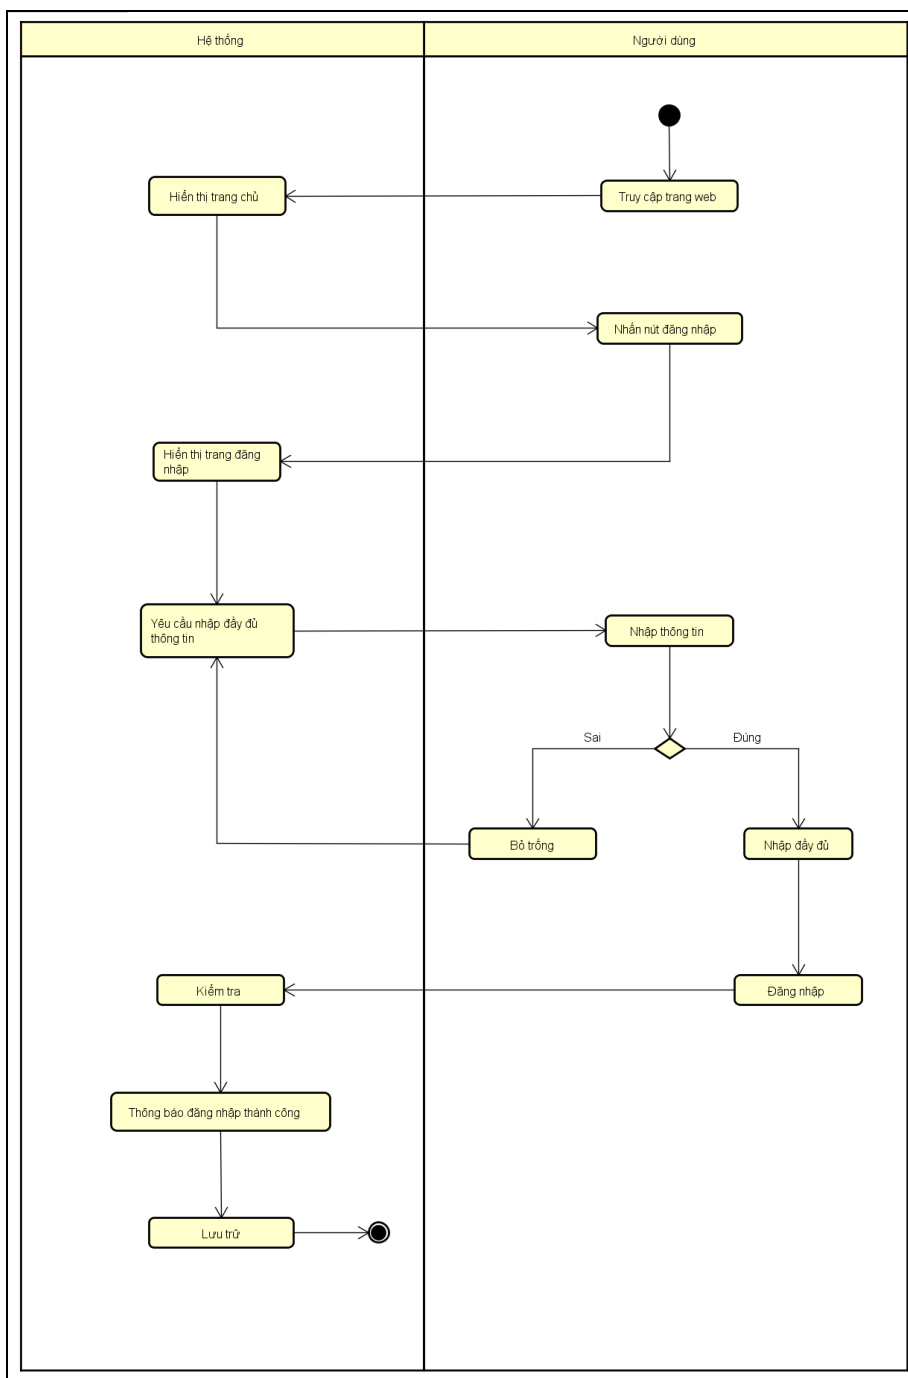 Hệ thống
Người dùng
Truy cập trang web
Hiển thị trang chủ
Nhấn nút đăng nhập
Hiển thị trang đăng
nhập
Yêu cầu nhập đầy đủ
thông tin
Nhập thông tin
Sai
Đúng
Bỏ trống
Nhập đầy đủ
Đăng nhập
Kiểm tra
Thông báo đăng nhập thành công
Lưu trữ